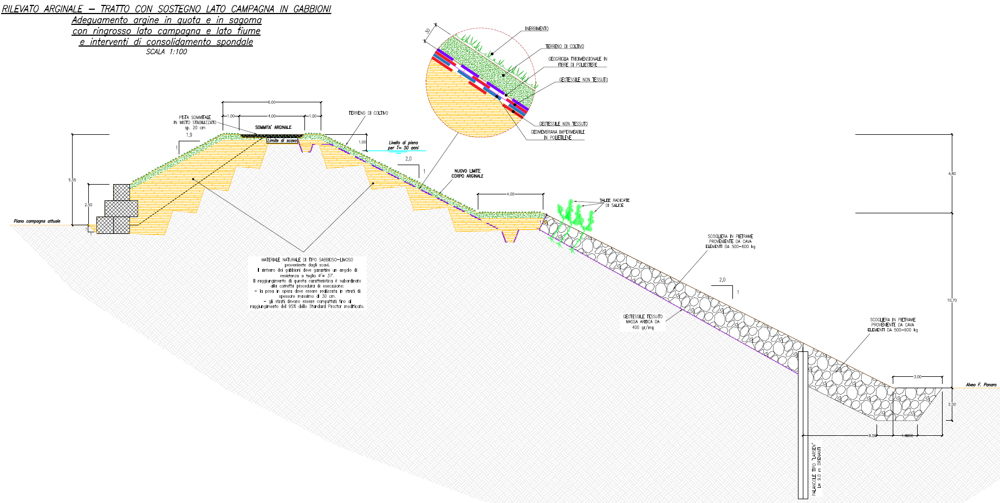 RILEVATO ARGINALE – TRATTO CON SOSTEGNO LATO CAMPAGNA IN GABBIONI
Adeguamento argine in quota e in sagoma
con ringrosso lato campagna e lato fiume
e interventi di consolidamento spondale
SCALA 1:100
30
INERBIMENTO
TERRENO DI COLTIVO
GEOGRIGLIA TRIDIMENSIONALE IN
FIBRE DI POLIESTERE
GEOTESSILE NON TESSUTO
GEOTESSILE NON TESSUTO
GEOMEMBRANA IMPERMEABILE
IN POLIETILENE
6.00
1.00
4.00
1.00
PISTA SOMMITALE
IN MISTO STABILIZZATO
sp. 20 cm
SOMMITA' ARGINALE
TERRENO DI COLTIVO
Limite di scavo
1,9
1
1.00
Livello di piena
per T= 50 anni
2,0
1
NUOVO LIMITE
CORPO ARGINALE
5.55
2.50
Piano campagna attuale
1
1
4.00
TALEE RADICATE
DI SALICE
4,80
SCOGLIERA IN PIETRAME
PROVENIENTE DA CAVA
ELEMENTI DA 500–600 kg
MATERIALE NATURALE DI TIPO SABBIOSO–LIMOSO
proveniente dagli scavi.
Il rinterro dei gabbioni deve garantire un angolo di
resistenza a taglio ø'= 37°.
Il raggiungimento di questa caratteristica è subordinato
alla corretta procedura di esecuzione:
– la posa in opera deve essere realizzata in strati di
spessore massimo di 30 cm.
– gli strati devono essere compattati fino al
raggiungimento del 95% dello Standard Proctor modificato.
2,0
1
10,70
GEOTESSILE TESSUTO
MASSA AREICA DA
400 gr/mq
SCOGLIERA IN PIETRAME
PROVENIENTE DA CAVA
ELEMENTI DA 500–600 kg
3.00
Alveo F. Panaro
2,00
8.50
PALANCOLE TIPO "LARSEN"
L= 9.0 m DRENANTI